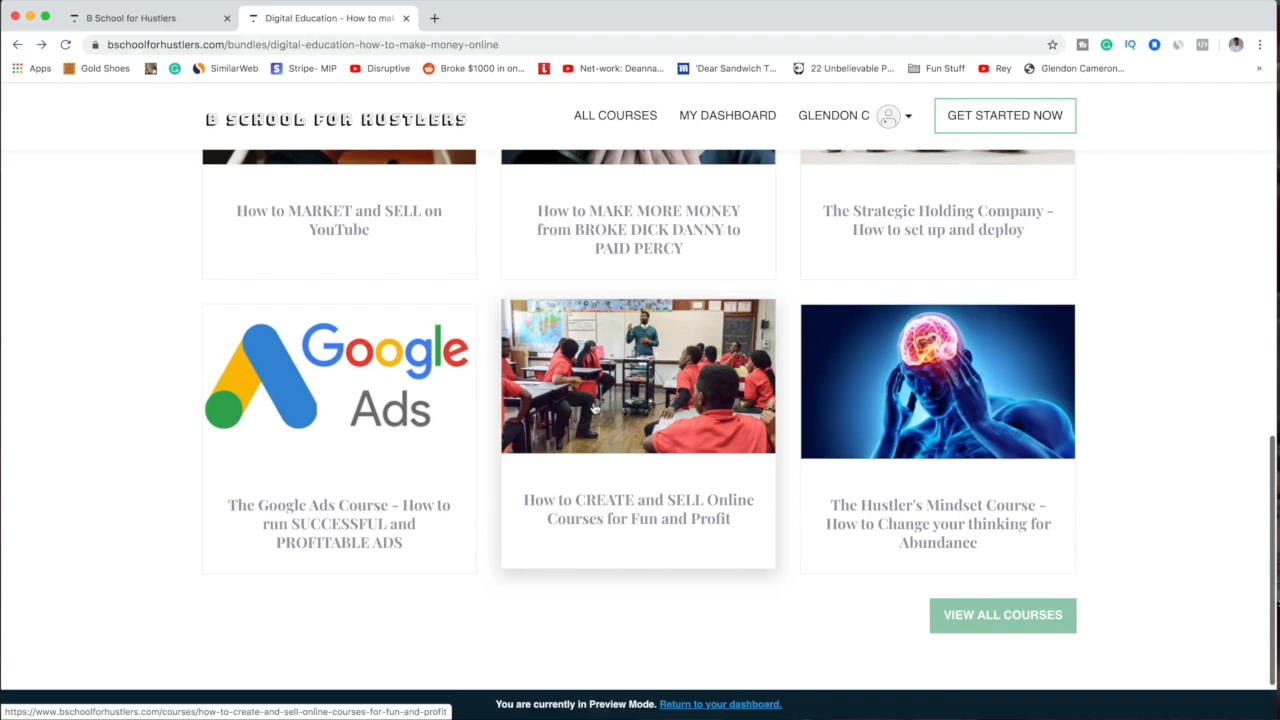 B School for Hustlers
Digital Education - How to mak
bschoolforhustlers.com/bundles/digital-education-how-to-make-money-online
Apps
Gold Shoes
SimilarWeb
Stripe- MIP
Disruptive
Broke $1000 in on...
Net-work: Deanna...
'Dear Sandwich T...
22 Unbelievable P...
Fun Stuff
Rey
Glendon Cameron...
»
B SCHOOL FOR HUSTLERS
ALL COURSES
MY DASHBOARD
GLENDON C
GET STARTED NOW
How to MARKET and SELL on
YouTube
How to MAKE MORE MONEY
from BROKE DICK DANNY to
PAID PERCY
The Strategic Holding Company -
How to set up and deploy
Google
Ads
The Google Ads Course - How to
run SUCCESSFUL and
PROFITABLE ADS
How to CREATE and SELL Online
Courses for Fun and Profit
The Hustler's Mindset Course -
How to Change your thinking for
Abundance
VIEW ALL COURSES
You are currently in Preview Mode. Return to your dashboard.
https://www.bschoolforhustlers.com/courses/how-to-create-and-sell-online-courses-for-fun-and-profit